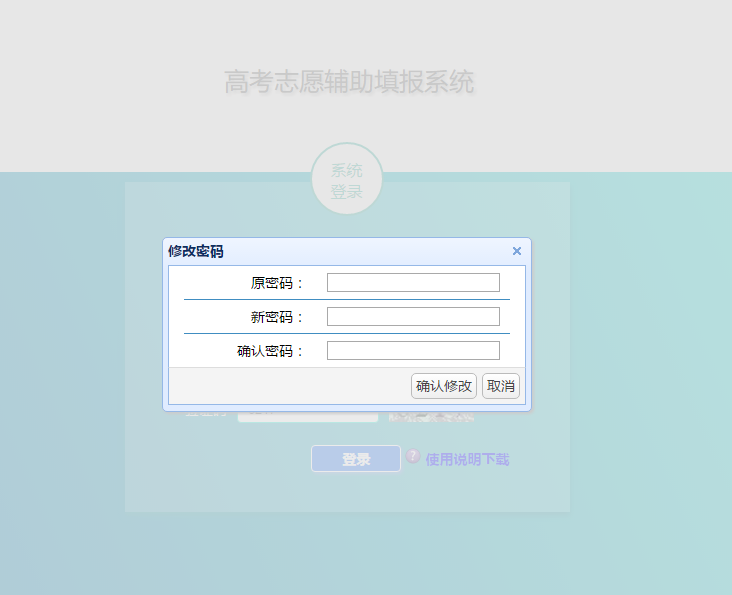 高考志愿辅助填报系统
系统
登录
修改密码
原密码：
新密码：
确认密码：
确认修改 取消
登录 使用说明下载